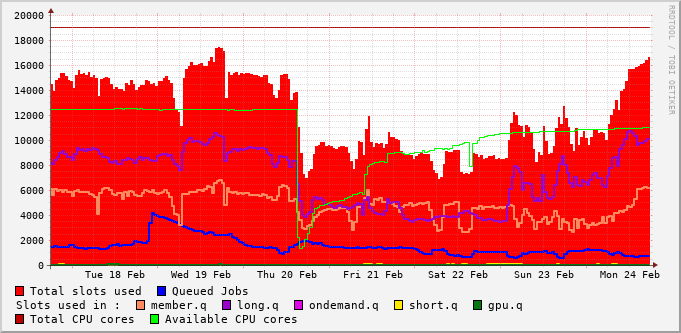 20000
18000
16000
14000
12000
10000
8000
6000
4000
2000
0
Tue 18 Feb Wed 19 Feb Thu 20 Feb Fri 21 Feb Sat 22 Feb Sun 23 Feb Mon 24 Feb
Total slots used Queued Jobs
Slots used in : member.q long.q ondemand.q short.q gpu.q
Total CPU cores Available CPU cores
RRDTOOL / TOBI OETIKER